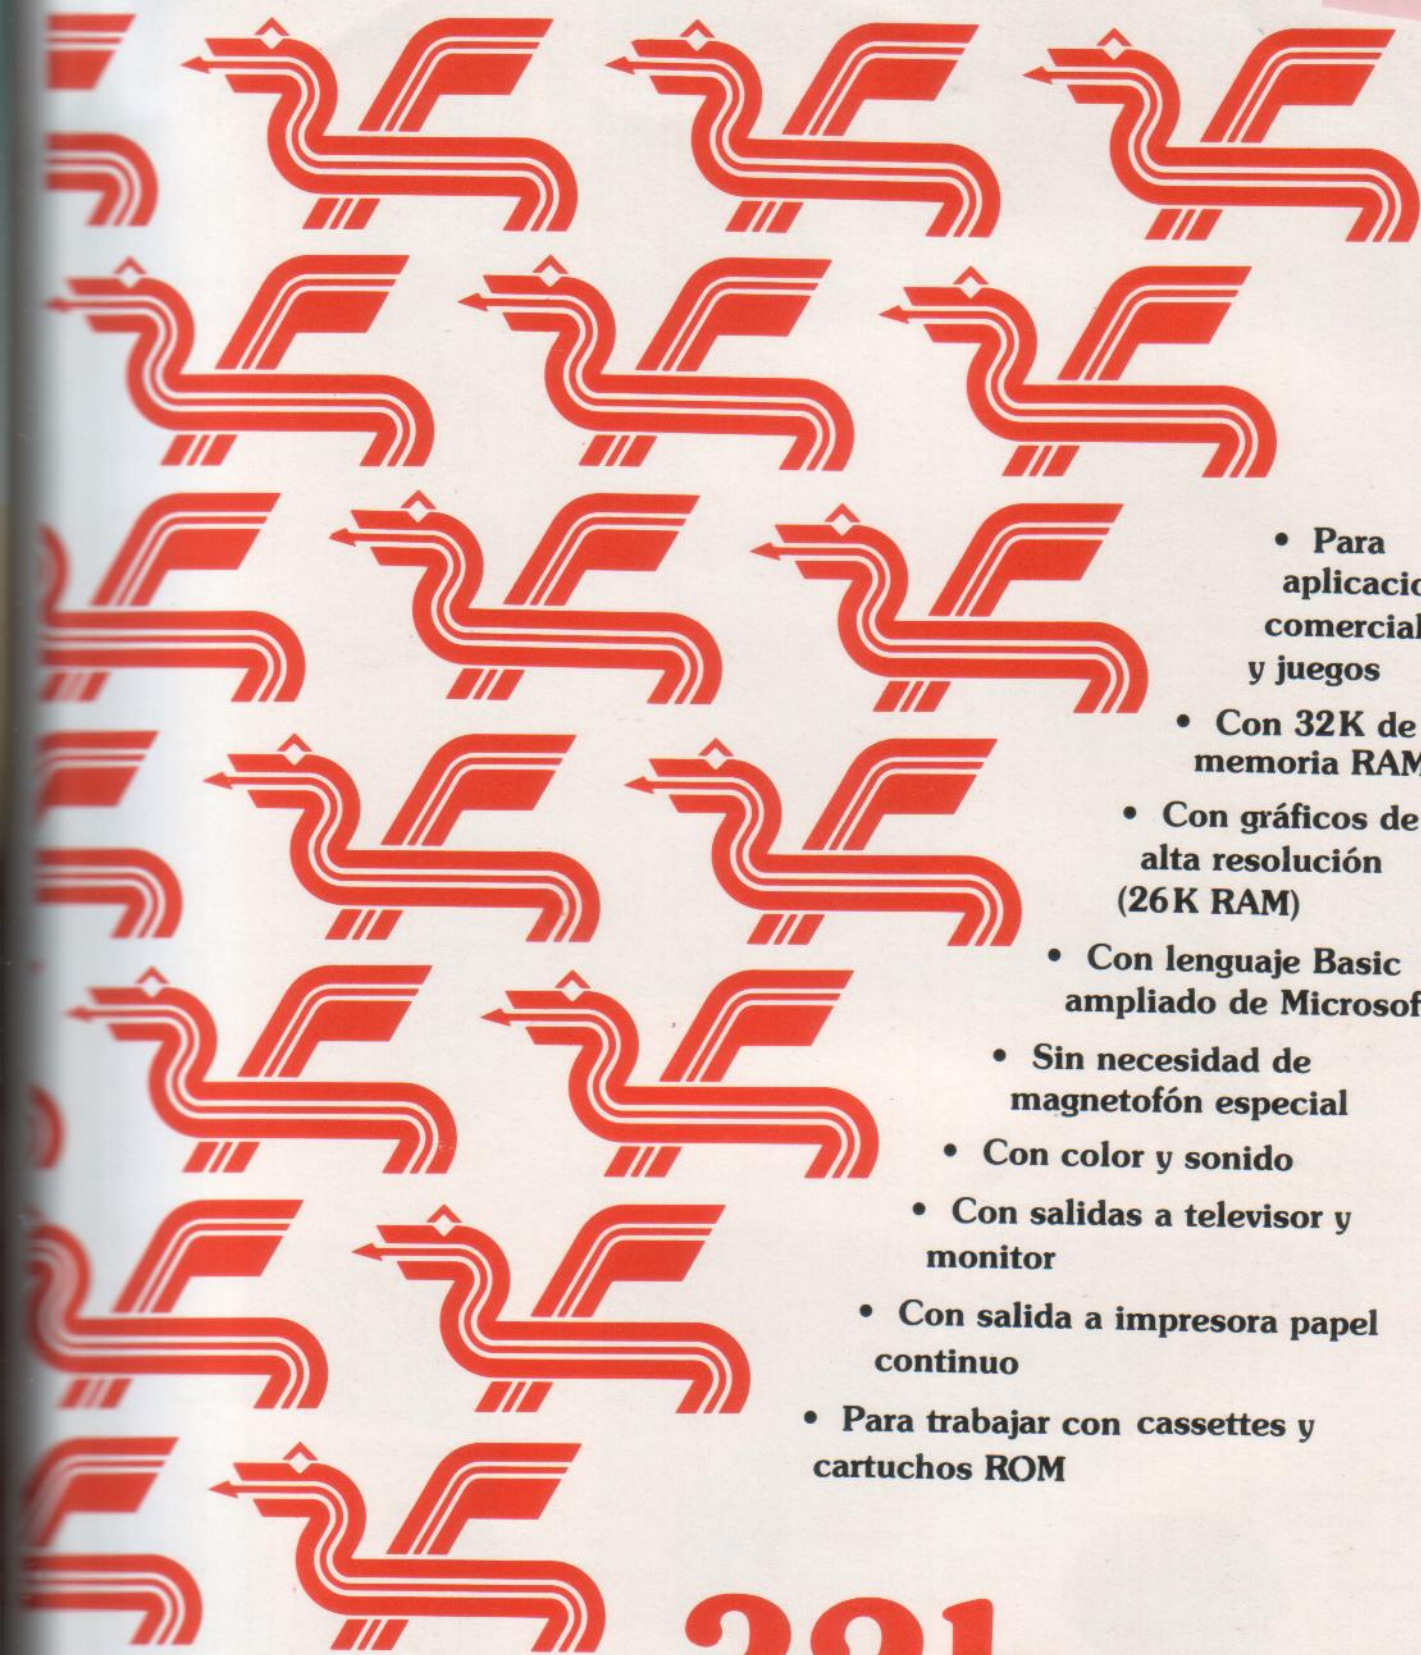 • Para
aplicacio
comercial
y juegos
• Con 32K de
memoria RAM
• Con gráficos de
alta resolución
(26K RAM)
• Con lenguaje Basic
ampliado de Microsof
• Sin necesidad de
magnetofón especial
• Con color y sonido
• Con salidas a televisor y
monitor
• Con salida a impresora papel
continuo
• Para trabajar con cassettes y
cartuchos ROM